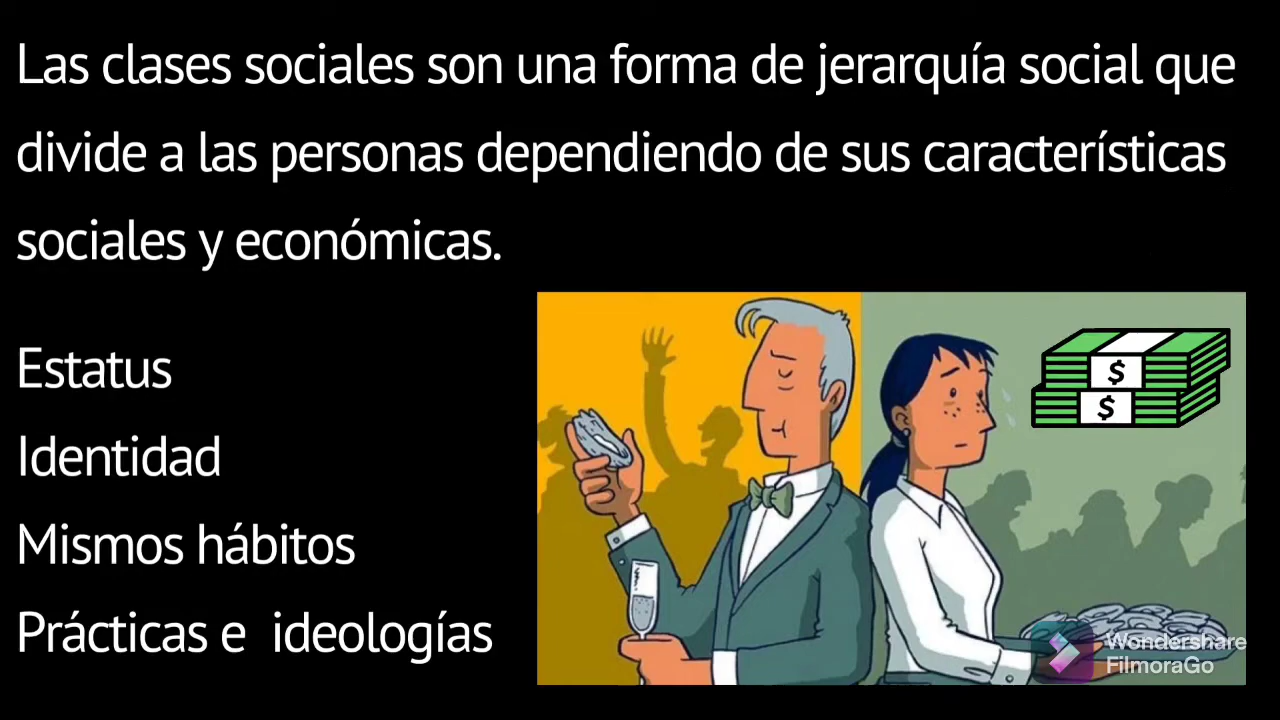 Las clases sociales son una forma de jerarquía social que
divide a las personas dependiendo de sus características
sociales y económicas.
Estatus
Identidad
Mismos hábitos
Prácticas e  ideologías
$
$
Wondershare
FilmoraGo